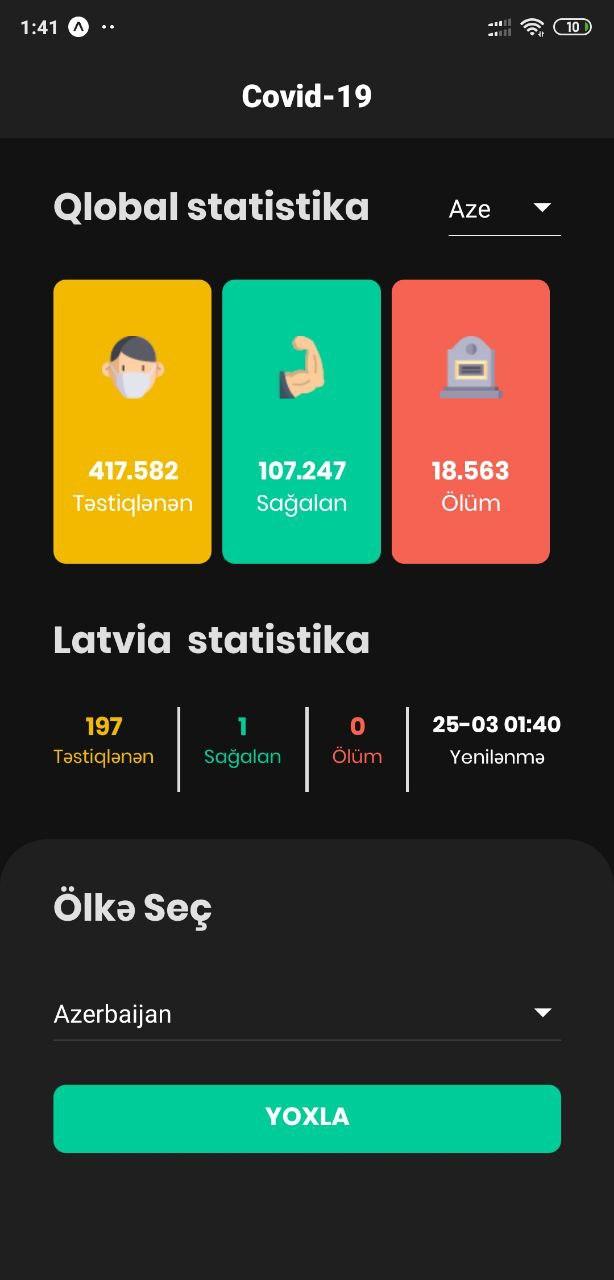 1:41
10
Covid-19
Qlobal statistika
Aze
417.582
Təstiqlənən
107.247
Sağalan
18.563
Ölüm
Latvia statistika
197
Təstiqlənən
1
Sağalan
0
Ölüm
25-03 01:40
Yenilənmə
Ölkə Seç
Azerbaijan
YOXLA